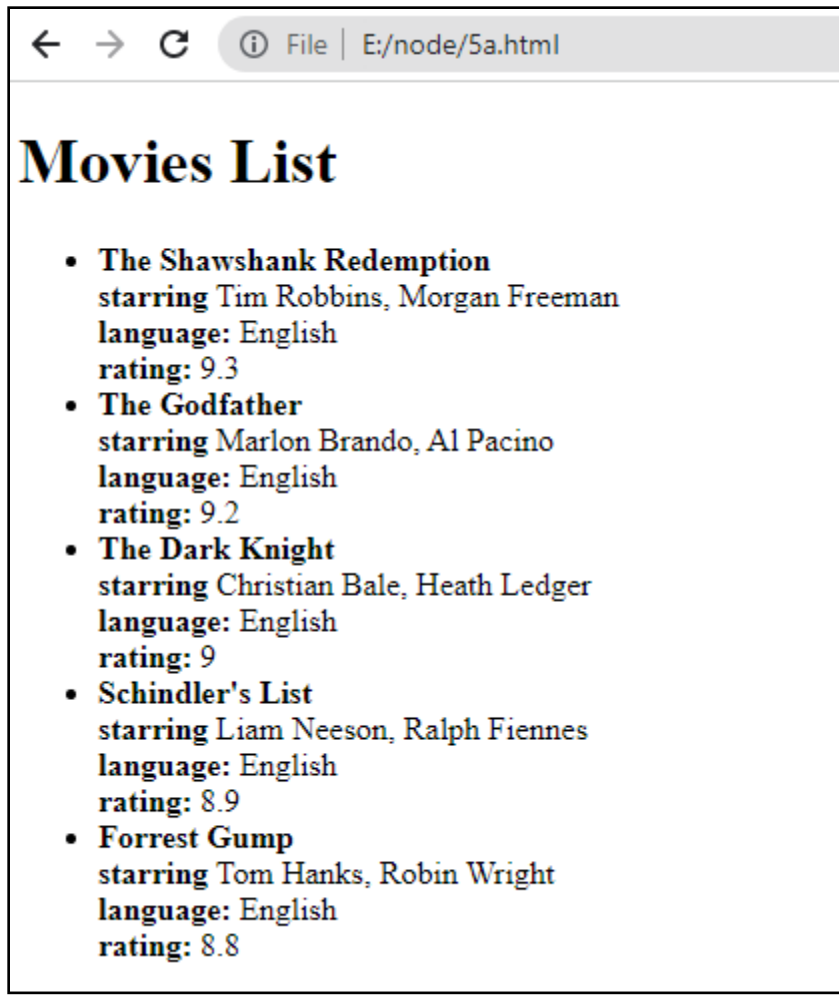 File | E:/node/5a.html
Movies List
• The Shawshank Redemption
starring Tim Robbins, Morgan Freeman
language: English
rating: 9.3
• The Godfather
starring Marlon Brando, Al Pacino
language: English
rating: 9.2
• The Dark Knight
starring Christian Bale, Heath Ledger
language: English
rating: 9
• Schindler's List
starring Liam Neeson, Ralph Fiennes
language: English
rating: 8.9
• Forrest Gump
starring Tom Hanks, Robin Wright
language: English
rating: 8.8